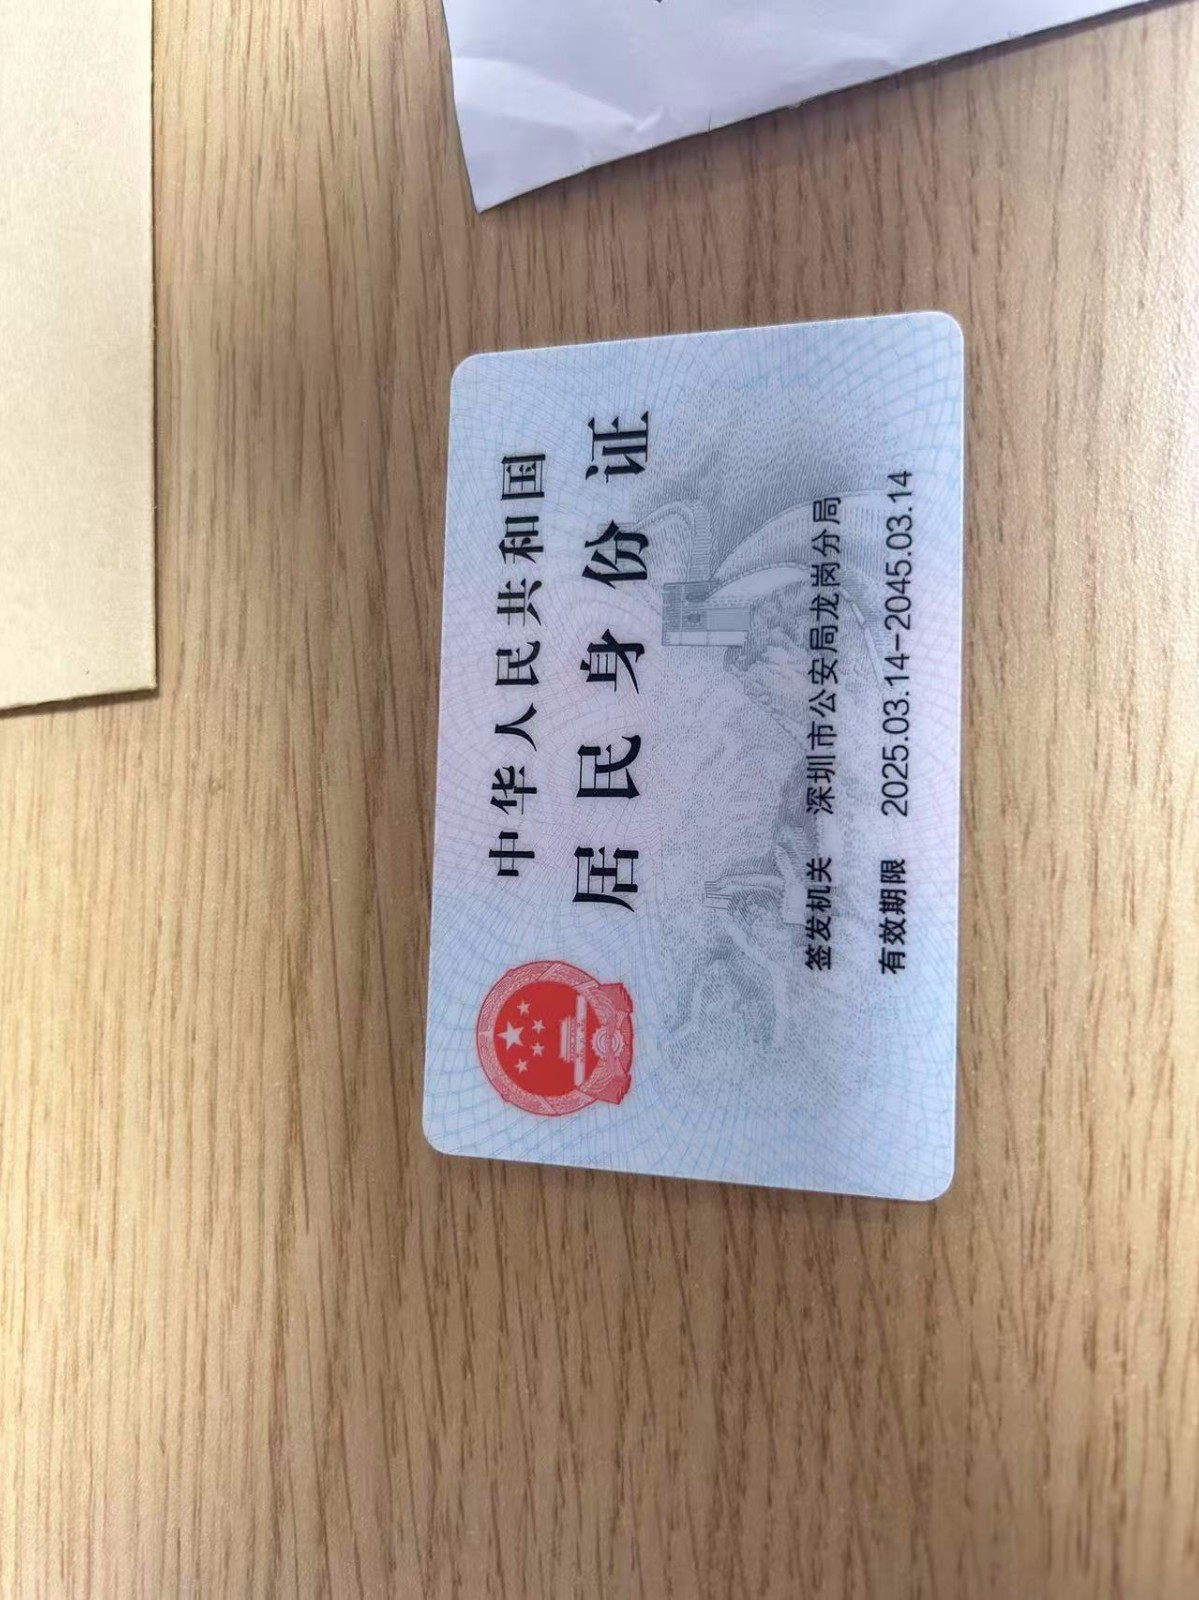 中华人民共和国
居民身份证
签发机关 深圳市公安局龙岗分局
有效期限 2025.03.14-2045.03.14